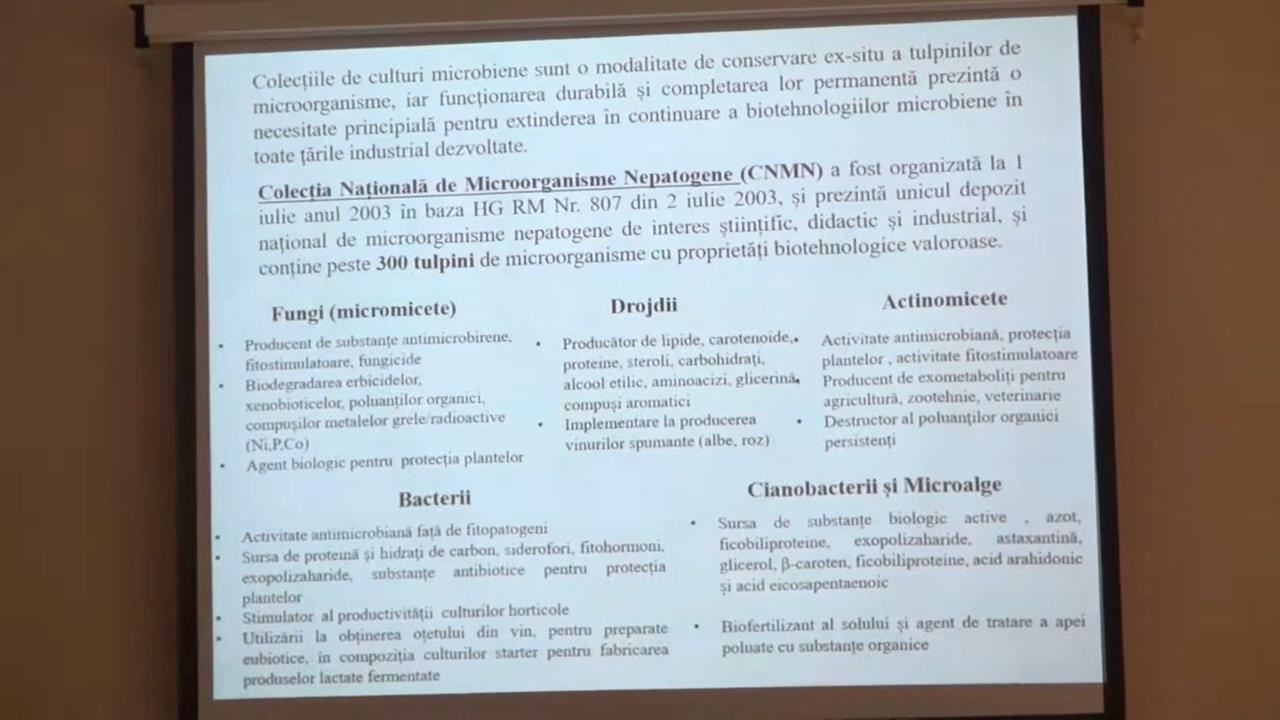 Colecțiile de culturi microbiene sunt o modalitate de conservare ex-situ a tulpinilor de
microorganisme, iar funcționarea durabilă și completarea lor permanentă prezintă o
necesitate principială pentru extinderea în continuare a biotehnologiilor microbiene în
toate țările industrial dezvoltate.
Colecția Națională de Microorganisme Nepatogene (CNMN) a fost organizată la 1
iulie anul 2003 în baza HG RM Nr. 807 din 2 iulie 2003, și prezintă unicul depozit
național de microorganisme nepatogene de interes științific, didactic și industrial, și
conține peste 300 tulpini de microorganisme cu proprietăți biotehnologice valoroase.
Fungi (micromicete)
• Producent de substanțe antimicrobirene,
fitostimulatoare, fungicide
• Biodegradarea erbicidelor,
xenobioticelor, poluanților organici,
compușilor metalelor grele/radioactive
(Ni,P,Co)
• Agent biologic pentru protecția plantelor
Drojdii
• Producător de lipide, carotenoide,
proteine, steroli, carbohidrați,
alcool etilic, aminoacizi, glicerină,
compuși aromatici
• Implementare la producerea
vinurilor spumante (albe, roz)
Actinomicete
• Activitate antimicrobiană, protecția
plantelor , activitate fitostimulatoare
• Producent de exometaboliți pentru
agricultură, zootehnie, veterinarie
• Destructor al poluanților organici
persistenți
Bacterii
• Activitate antimicrobiană față de fitopatogeni
• Sursa de proteină și hidrați de carbon, siderofori, fitohormoni,
exopolizaharide, substanțe antibiotice pentru protecția
plantelor
• Stimulator al productivității culturilor horticole
• Utilizării la obținerea oțetului din vin, pentru preparate
eubiotice, în compoziția culturilor starter pentru fabricarea
produselor lactate fermentate
Cianobacterii și Microalge
• Sursa de substanțe biologic active , azot,
ficobiliproteine, exopolizaharide, astaxantină,
glicerol, β-caroten, ficobiliproteine, acid arahidonic
și acid eicosapentaenoic
• Biofertilizant al solului și agent de tratare a apei
poluate cu substanțe organice